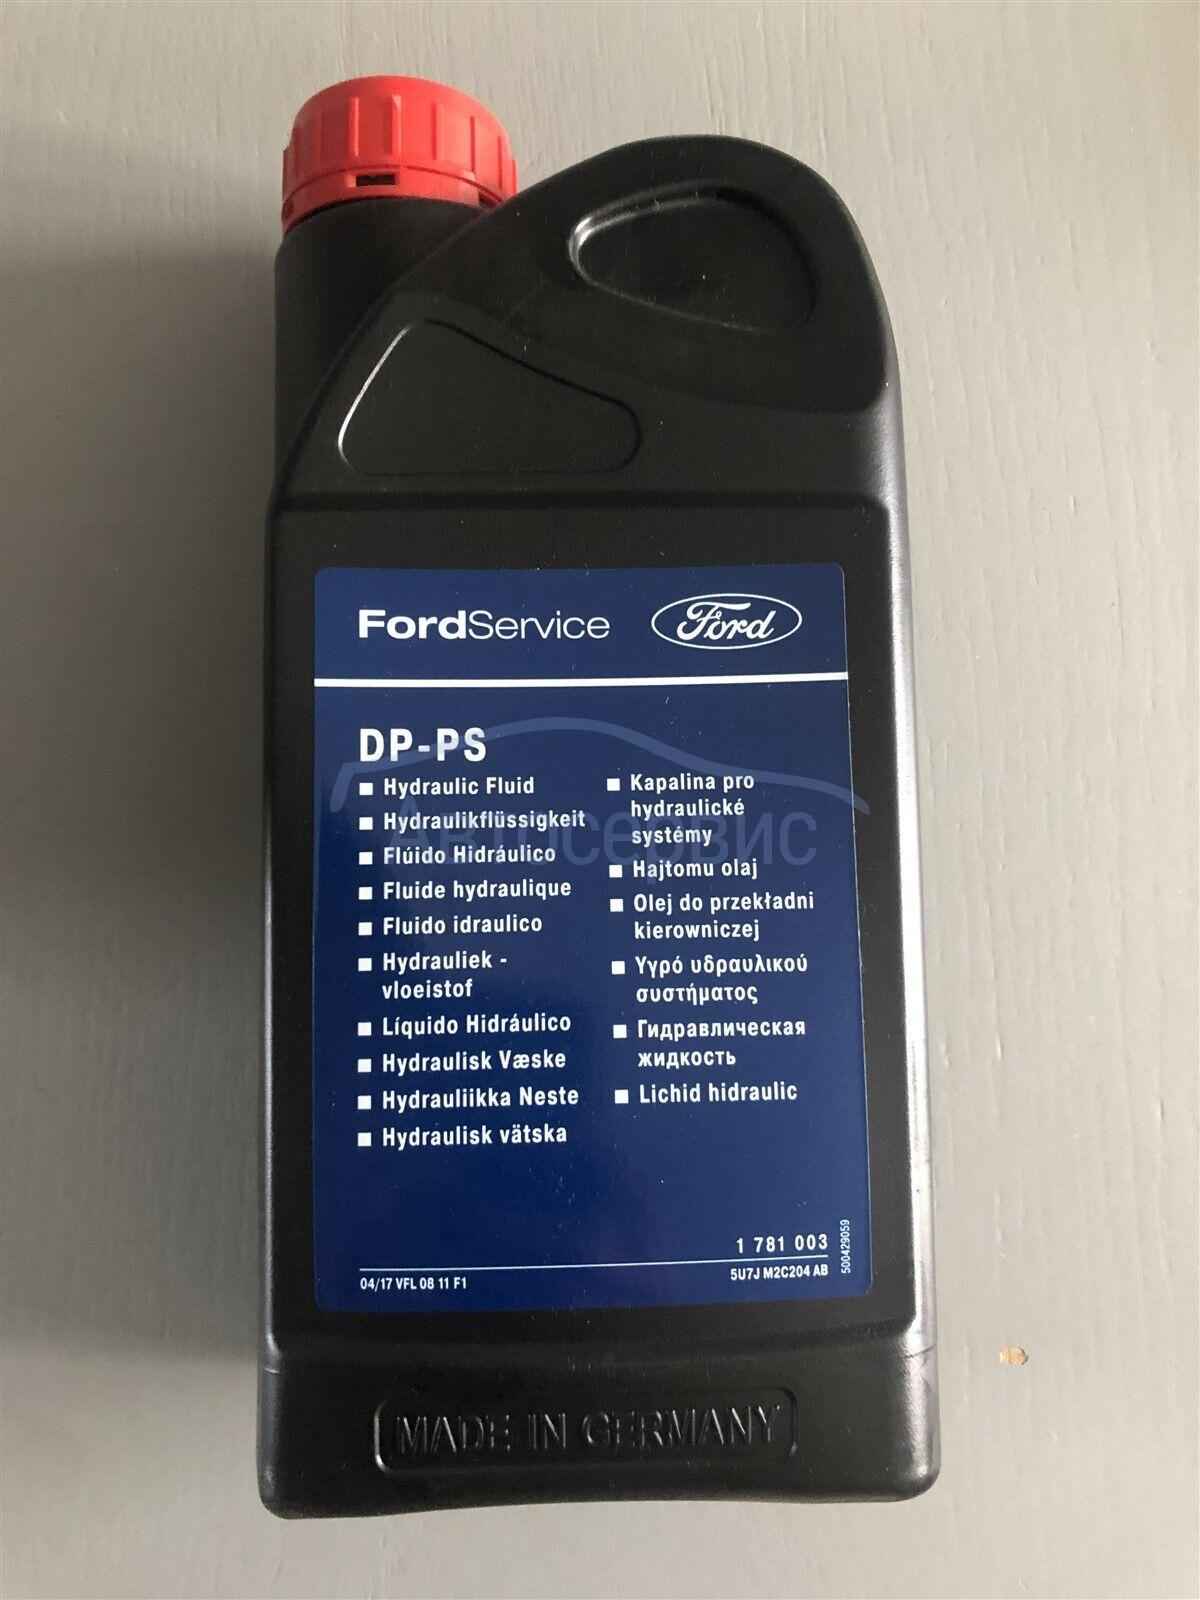 FordService Ford
DP-PS
Hydraulic Fluid
Hydraulikflüssigkeit
Flúido Hidráulico
Fluide hydraulique
Fluido idraulico
Hydrauliek -
vloeistof
Líquido Hidráulico
Hydraulisk Væske
Hydrauliikka Neste
Hydraulisk vätska
Kapalina pro
hydraulické
systémy
Hajtomu olaj
Olej do przekładni
kierowniczej
Υγρό υδραυλικού
συστήματος
Гидравлическая
жидкость
Lichid hidraulic
Автосервис
1 781 003
04/17 VFL 08 11 F1
5U7J M2C204 AB
500429059
MADE IN GERMANY